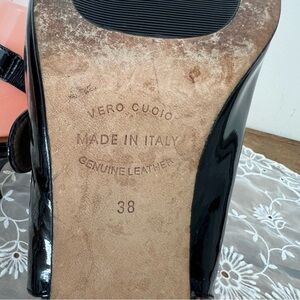 VERO CUOIO
MADE IN ITALY
GENUINE LEATHER
38